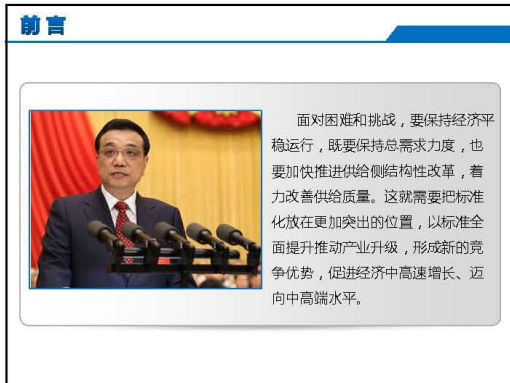 前言
面对困难和挑战，要保持经济平
稳运行，既要保持总需求力度，也
要加快推进供给侧结构性改革，着
力改善供给质量。这就需要把标准
化放在更加突出的位置，以标准全
面提升推动产业升级，形成新的竞
争优势，促进经济中高速增长、迈
向中高端水平。